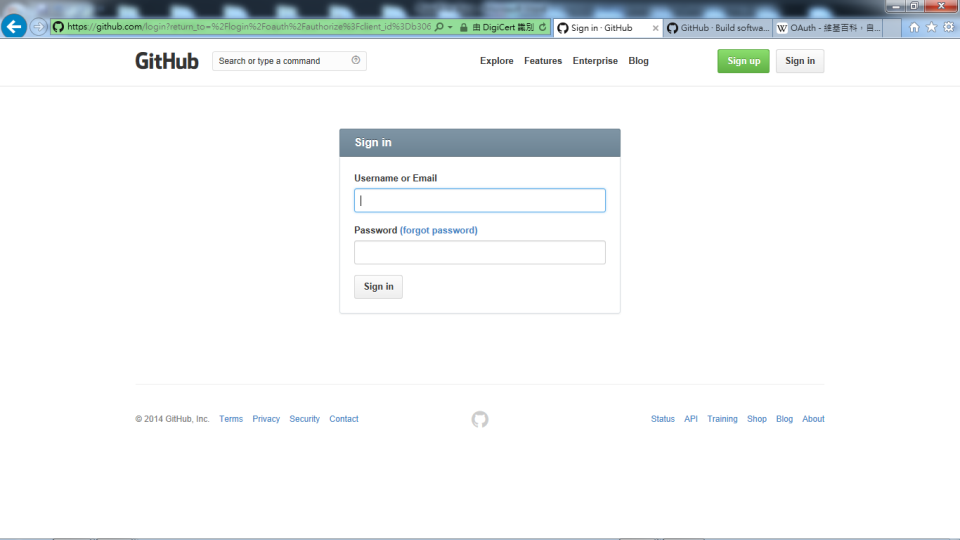 https://github.com/login?return_to=%2Flogin%2Foauth%2Fauthorize%3Fclient_id%3Db306
由 DigiCert 識別
Sign in · GitHub
GitHub · Build softwa...
OAuth - 維基百科，自...
GitHub
Search or type a command
Explore
Features
Enterprise
Blog
Sign up
Sign in
Sign in
Username or Email
Password (forgot password)
Sign in
© 2014 GitHub, Inc.
Terms
Privacy
Security
Contact
Status
API
Training
Shop
Blog
About